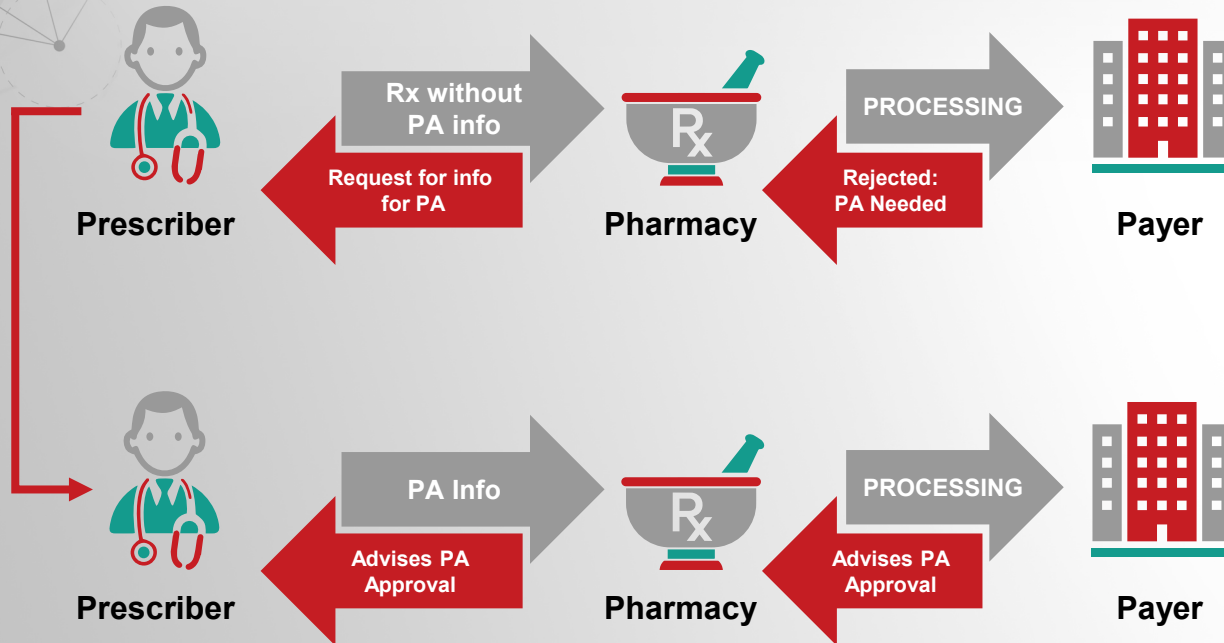 Rx without
PA info
Request for info
for PA
Rx
PROCESSING
Rejected:
PA Needed
Prescriber
Pharmacy
Payer
PA Info
Advises PA
Approval
Rx
PROCESSING
Advises PA
Approval
Prescriber
Pharmacy
Payer